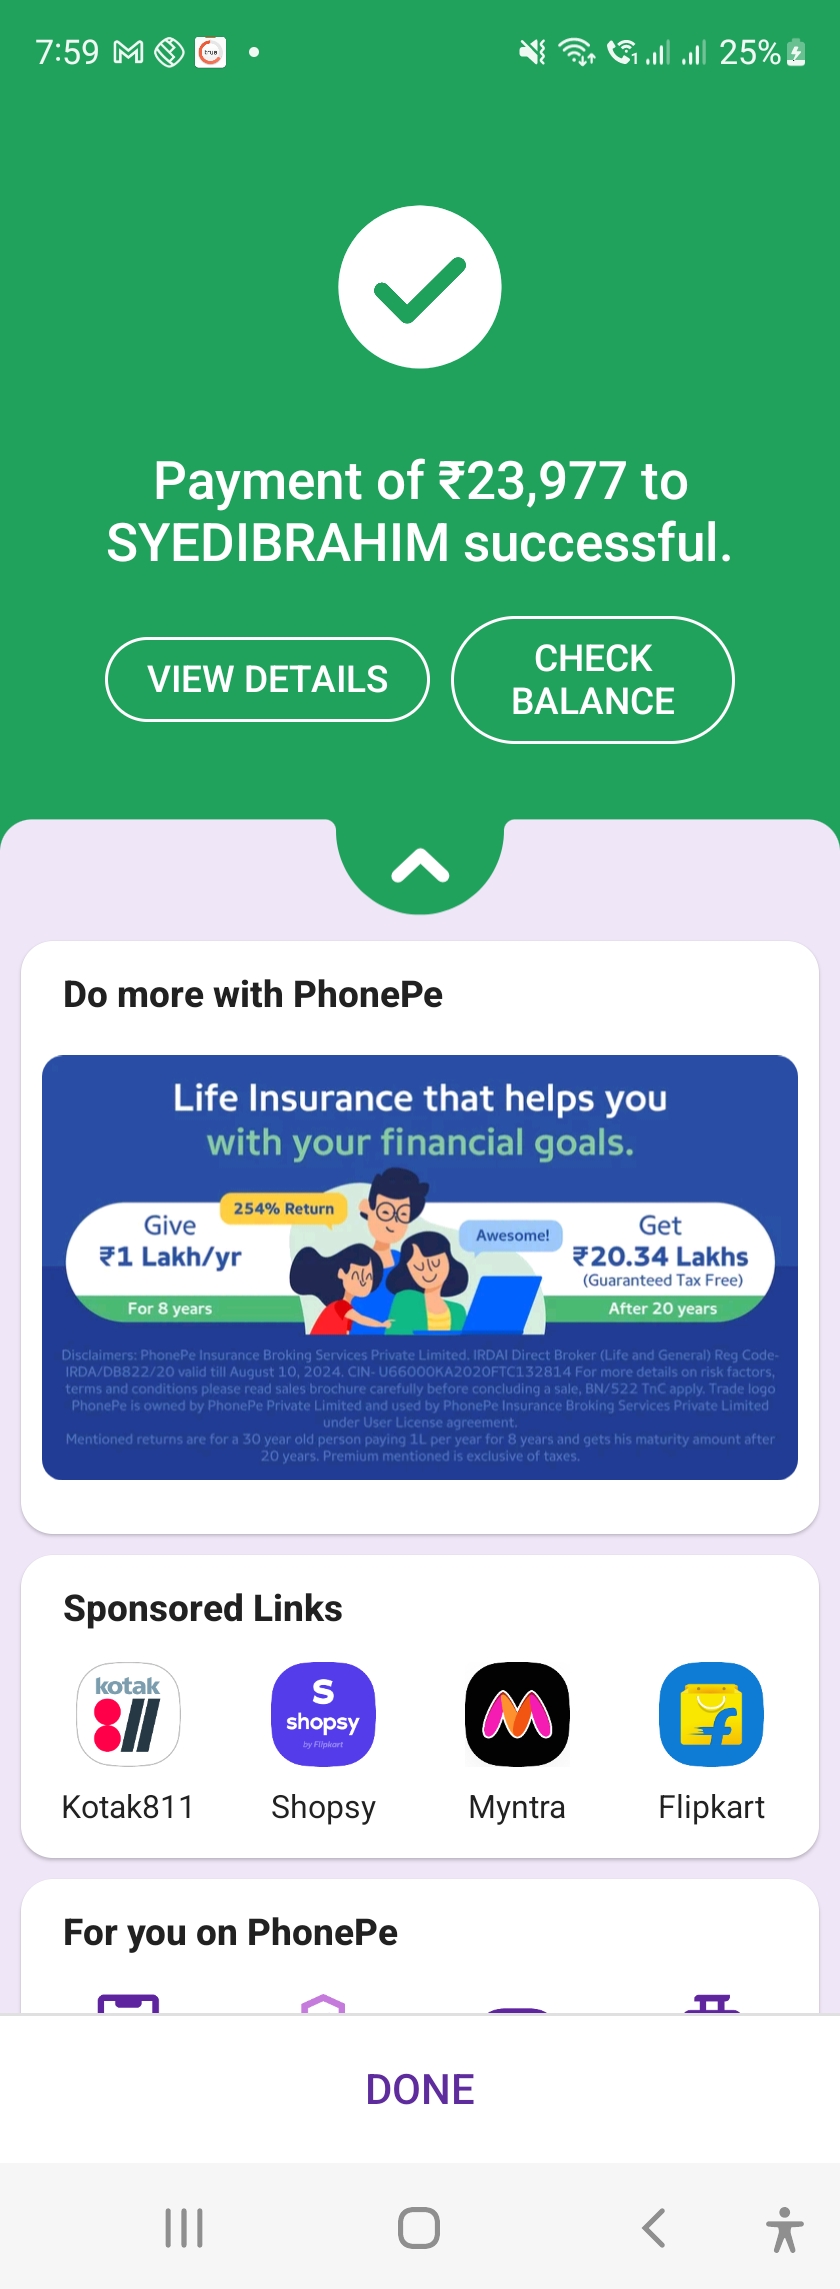 7:59
25%
Payment of ₹23,977 to
SYEDIBRAHIM successful.
VIEW DETAILS
CHECK
BALANCE
Do more with PhonePe
Life Insurance that helps you
with your financial goals.
254% Return
Awesome!
Give
₹1 Lakh/yr
For 8 years
Get
₹20.34 Lakhs
(Guaranteed Tax Free)
After 20 years
Disclaimers: PhonePe Insurance Broking Services Private Limited. IRDAI Direct Broker (Life and General) Reg Code-
IRDA/DB822/20 valid till August 10, 2024. CIN- U66000KA2020FTC132814 For more details on risk factors,
terms and conditions please read sales brochure carefully before concluding a sale, BN/522 TnC apply. Trade logo
PhonePe is owned by PhonePe Private Limited and used by PhonePe Insurance Broking Services Private Limited
under User License agreement.
Mentioned returns are for a 30 year old person paying 1L per year for 8 years and gets his maturity amount after
20 years. Premium mentioned is exclusive of taxes.
Sponsored Links
kotak
811
S
shopsy
by Flipkart
Kotak811
Shopsy
Myntra
Flipkart
For you on PhonePe
DONE